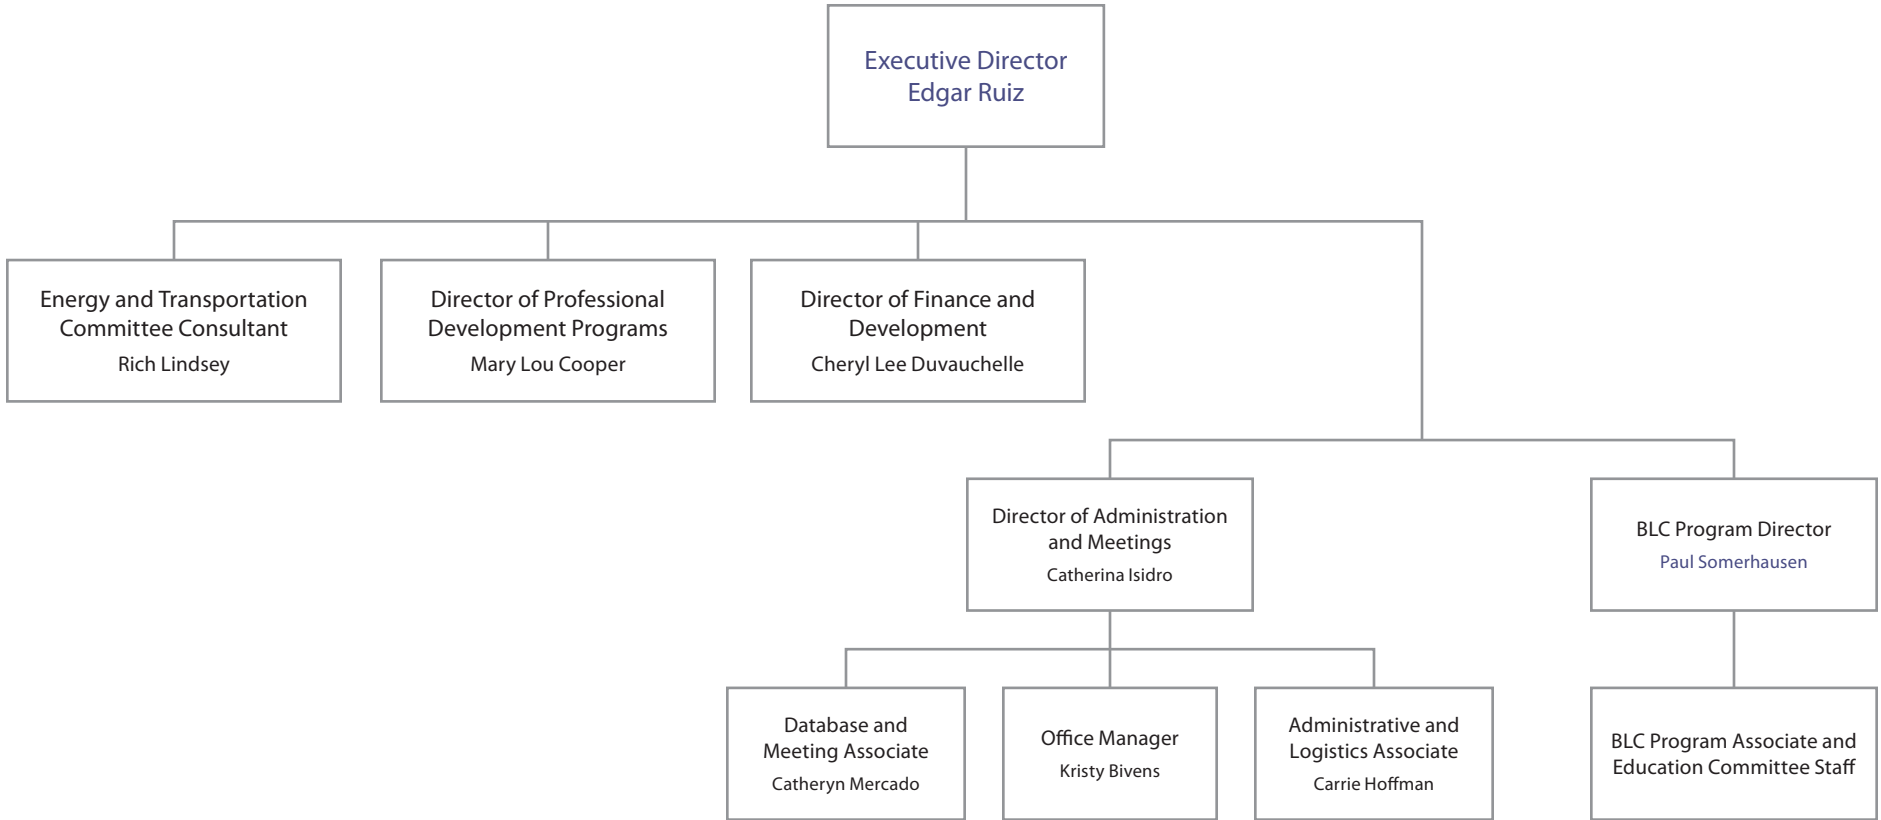 Executive Director
Edgar Ruiz
Energy and Transportation
Committee Consultant
Rich Lindsey
Director of Professional
Development Programs
Mary Lou Cooper
Director of Finance and
Development
Cheryl Lee Duvauchelle
Director of Administration
and Meetings
Catherina Isidro
BLC Program Director
Paul Somerhausen
Database and
Meeting Associate
Catheryn Mercado
Office Manager
Kristy Bivens
Administrative and
Logistics Associate
Carrie Hoffman
BLC Program Associate and
Education Committee Staff